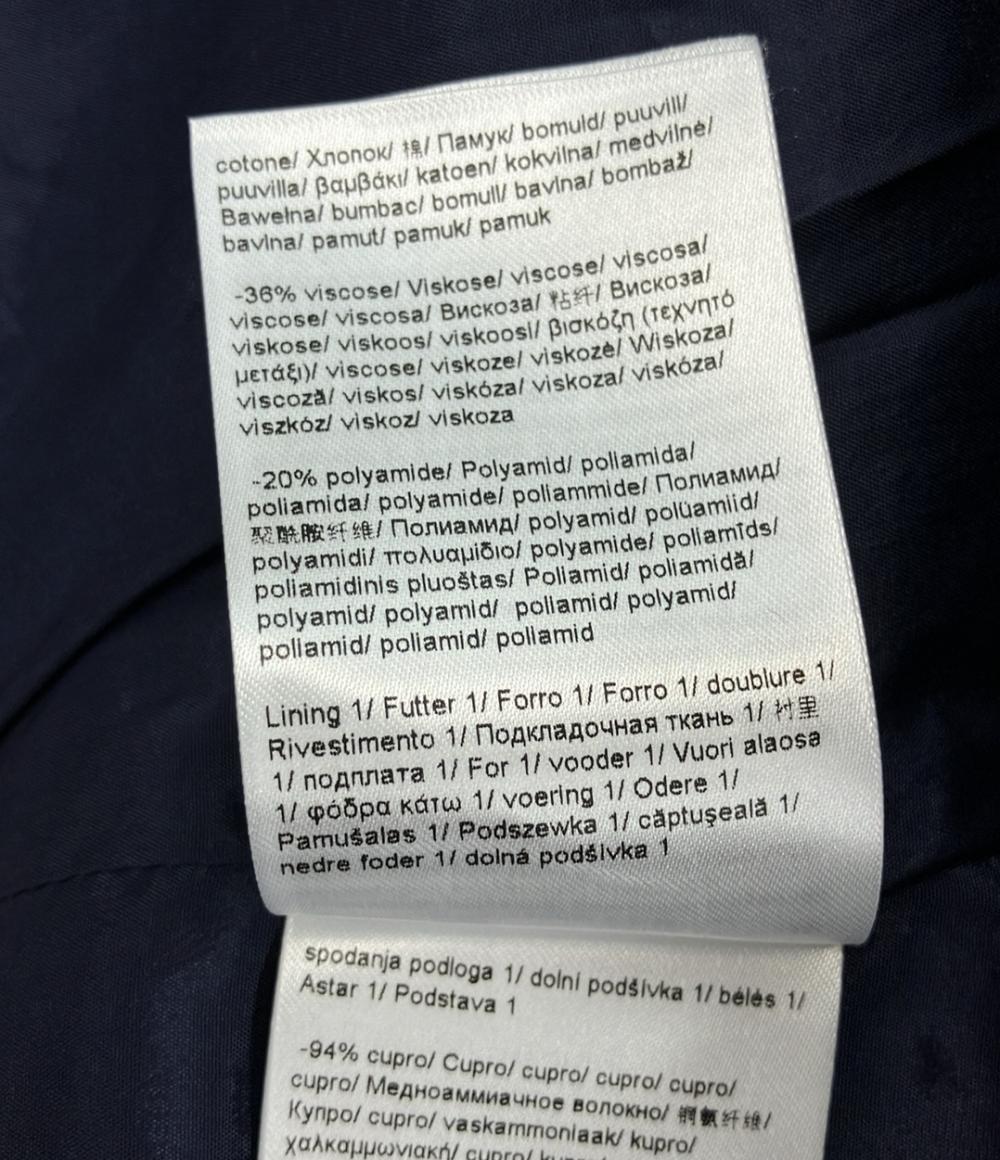 cotone/ Хлопок/ 棉/ Памук/ bomuld/ puuvill/
puuvilla/ βαμβάκι/ katoen/ kokvilna/ medvilnė/
Bawełna/ bumbac/ bomull/ bavlna/ bombaž/
bavlna/ pamut/ pamuk/ pamuk
-36% viscose/ Viskose/ viscose/ viscosa/
viscose/ viscosa/ Вискоза/ 粘纤/ Вискоза/
viskose/ viskoos/ viskoosi/ βισκόζη (τεχνητό
μετάξι)/ viscose/ viskoze/ viskozė/ Wiskoza/
viscoză/ viskos/ viskóza/ viskoza/ viskóza/
viszkóz/ viskoz/ viskoza
-20% polyamide/ Polyamid/ poliamida/
poliamida/ polyamide/ poliammide/ Полиамид/
聚酰胺纤维/ Полиамид/ polyamid/ polüamiid/
polyamidi/ πολυαμίδιο/ polyamide/ poliamīds/
poliamidinis pluoštas/ Poliamid/ poliamidă/
polyamid/ polyamid/ poliamid/ polyamid/
poliamid/ poliamid/ poliamid
Lining 1/ Futter 1/ Forro 1/ Forro 1/ doublure 1/
Rivestimento 1/ Подкладочная ткань 1/ 衬里
1/ подплата 1/ For 1/ vooder 1/ Vuori alaosa
1/ φόδρα κάτω 1/ voering 1/ Odere 1/
Pamušalas 1/ Podszewka 1/ căptuşeală 1/
nedre foder 1/ dolná podšívka 1
spodanja podloga 1/ dolní podšívka 1/ bélés 1/
Astar 1/ Podstava 1
-94% cupro/ Cupro/ cupro/ cupro/ cupro/
cupro/ Медноаммиачное волокно/ 铜氨纤维/
Купро/ cupro/ vaskammoniaak/ kupro/
χαλκαμμωνιακή/ cupro/